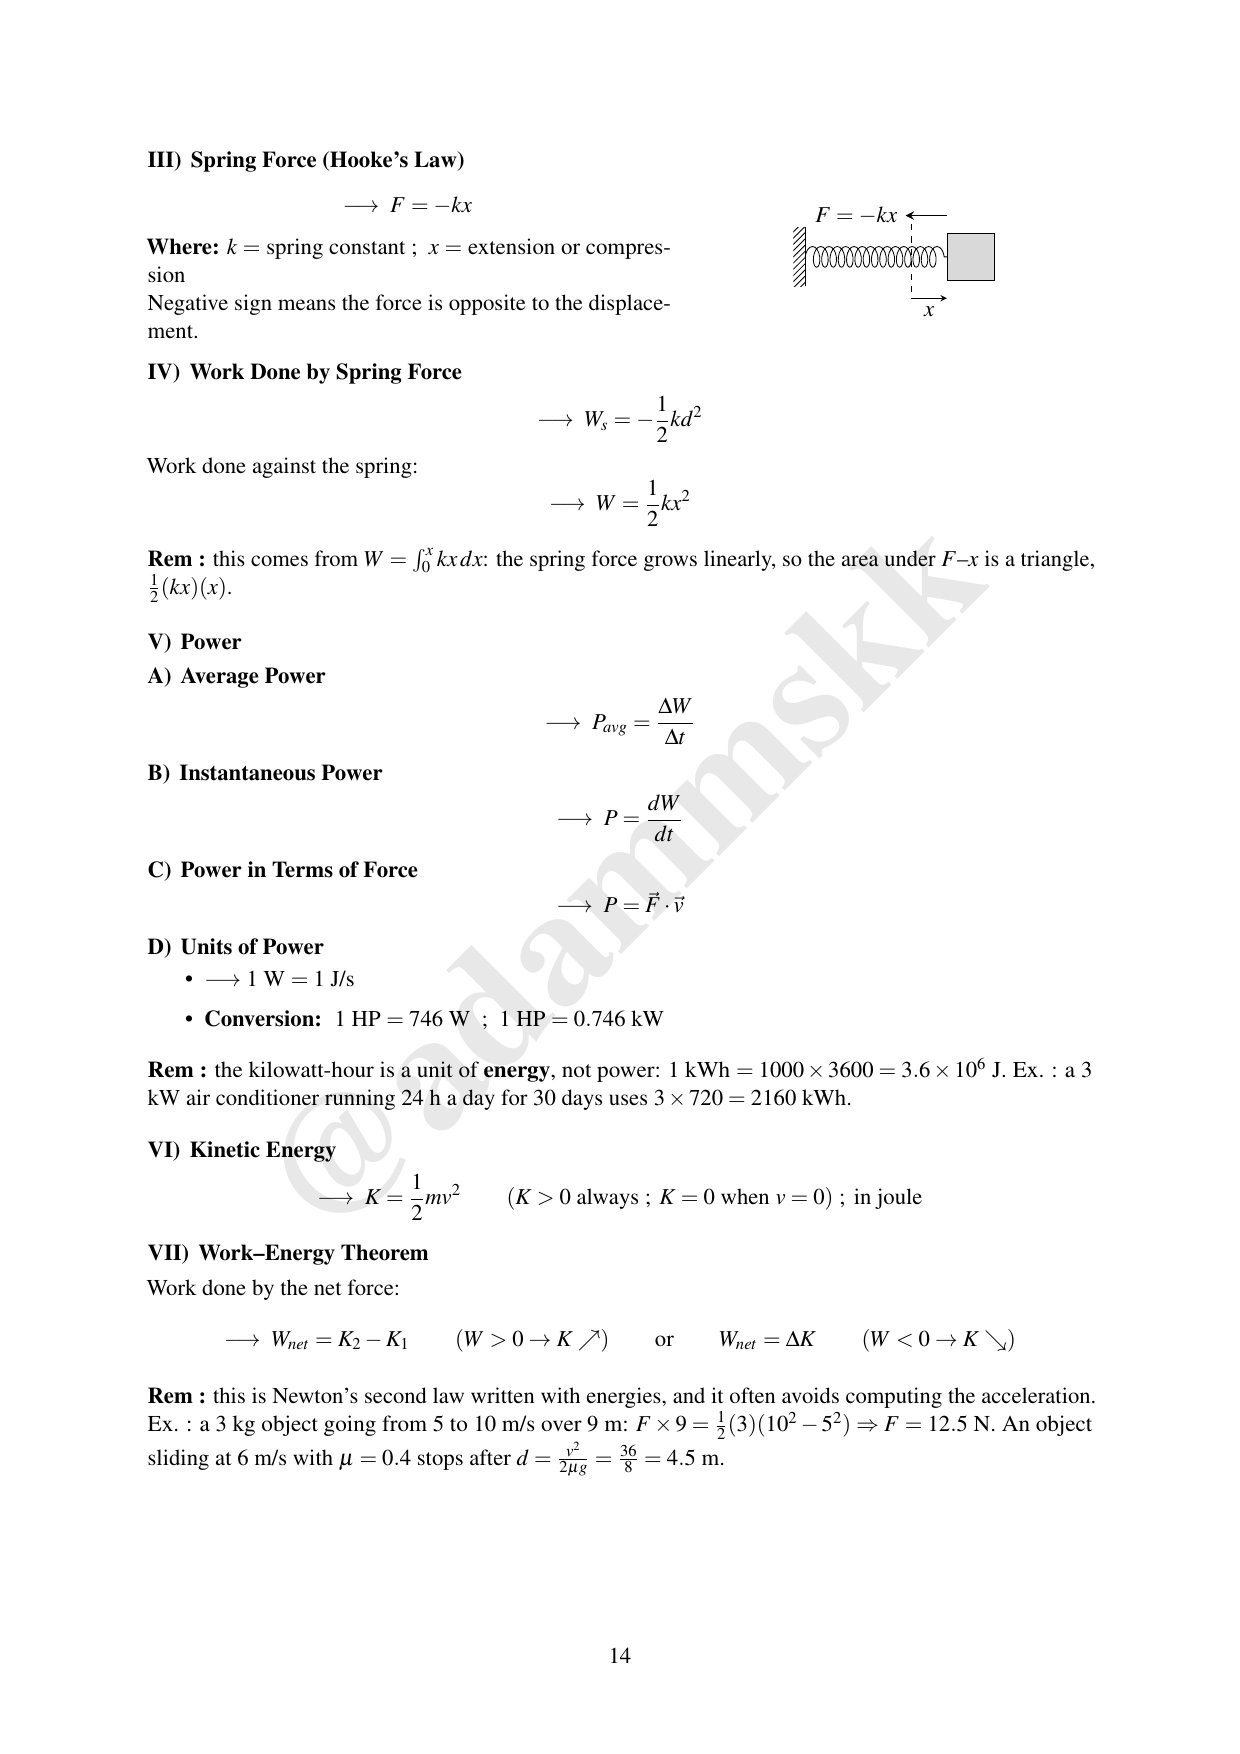 III) Spring Force (Hooke's Law)
⟶ F = −kx
Where: k = spring constant ; x = extension or compres-
sion
Negative sign means the force is opposite to the displace-
ment.
F = −kx
x
IV) Work Done by Spring Force
⟶ Wₛ = −1/2 kd²
Work done against the spring:
⟶ W = 1/2 kx²
Rem : this comes from W = ∫₀ˣ kx dx: the spring force grows linearly, so the area under F–x is a triangle,
1/2 (kx)(x).
V) Power
A) Average Power
⟶ P_avg = ΔW/Δt
B) Instantaneous Power
⟶ P = dW/dt
C) Power in Terms of Force
⟶ P = F⃗ · v⃗
D) Units of Power
• ⟶ 1 W = 1 J/s
• Conversion: 1 HP = 746 W ; 1 HP = 0.746 kW
Rem : the kilowatt-hour is a unit of energy, not power: 1 kWh = 1000 × 3600 = 3.6 × 10⁶ J. Ex. : a 3
kW air conditioner running 24 h a day for 30 days uses 3 × 720 = 2160 kWh.
VI) Kinetic Energy
⟶ K = 1/2 mv² (K > 0 always ; K = 0 when v = 0) ; in joule
VII) Work–Energy Theorem
Work done by the net force:
⟶ W_net = K₂ − K₁ (W > 0 → K ↗) or W_net = ΔK (W < 0 → K ↘)
Rem : this is Newton's second law written with energies, and it often avoids computing the acceleration.
Ex. : a 3 kg object going from 5 to 10 m/s over 9 m: F × 9 = 1/2 (3)(10² − 5²) ⇒ F = 12.5 N. An object
sliding at 6 m/s with μ = 0.4 stops after d = v²/2μg = 36/8 = 4.5 m.
14
@adammskk